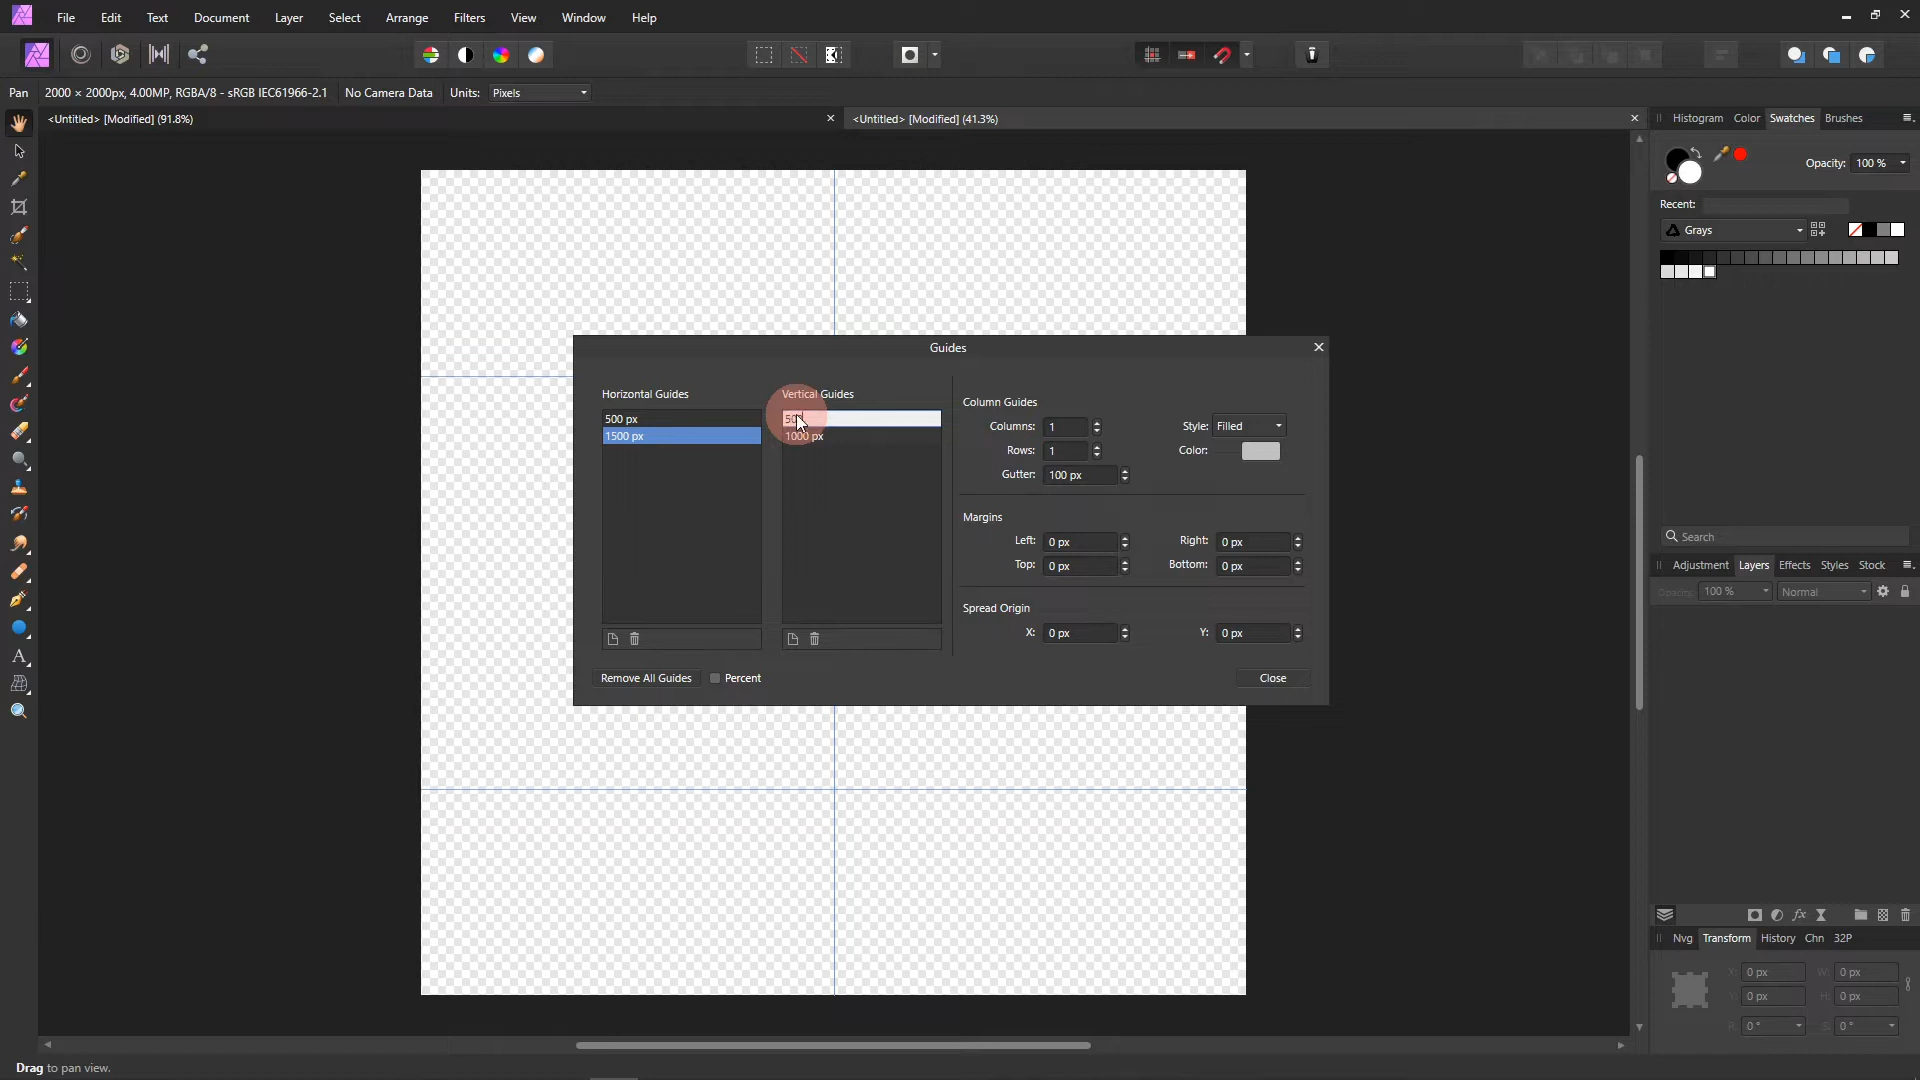 File Edit Text Document Layer Select Arrange Filters View Window Help
Pan 2000 × 2000px, 4.00MP, RGBA/8 - sRGB IEC61966-2.1 No Camera Data Units: Pixels
<Untitled> [Modified] (91.8%) <Untitled> [Modified] (41.3%)
Histogram Color Swatches Brushes
Opacity: 100 %
Recent:
Grays
Guides
Horizontal Guides Vertical Guides
500 px
1500 px 1000 px
Column Guides
Columns: 1 Style: Filled
Rows: 1 Color:
Gutter: 100 px
Margins
Left: 0 px Right: 0 px
Top: 0 px Bottom: 0 px
Spread Origin
X: 0 px Y: 0 px
Remove All Guides Percent Close
Search
Adjustment Layers Effects Styles Stock
Opacity: 100 % Normal
fx
Nvg Transform History Chn 32P
X: 0 px W: 0 px
Y: 0 px H: 0 px
R: 0 ° S: 0 °
Drag to pan view.